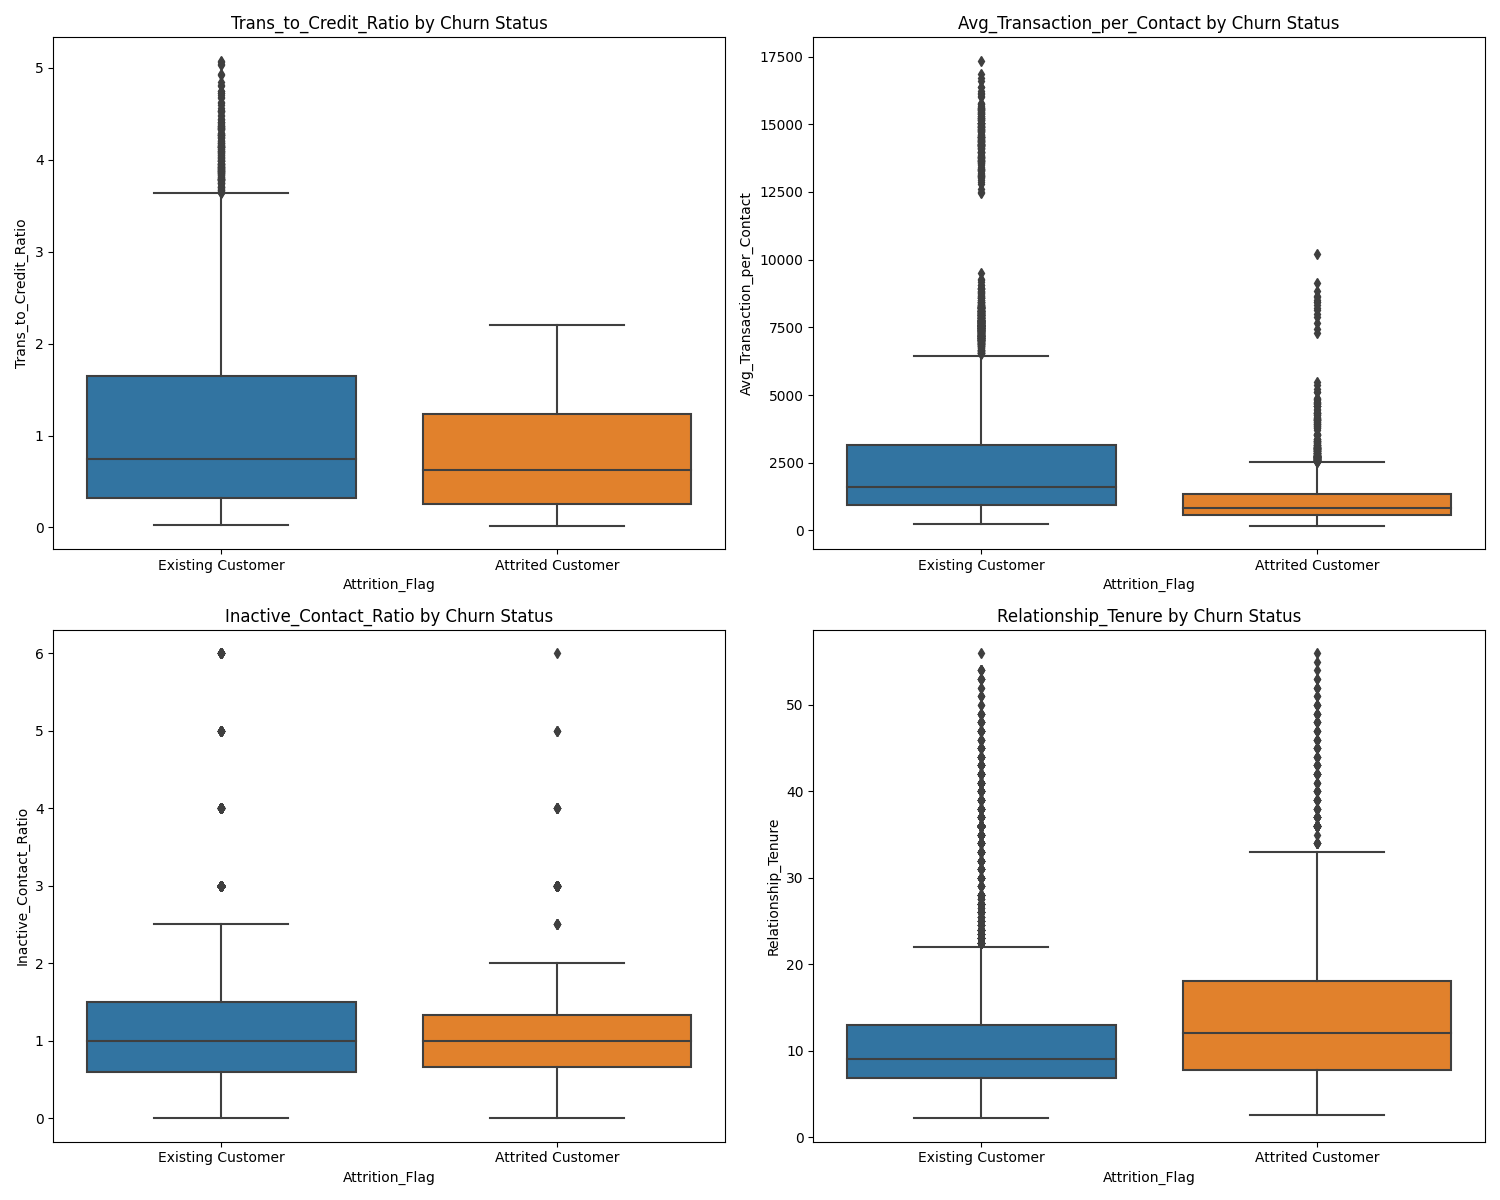 Trans_to_Credit_Ratio by Churn Status
5
4
3
2
1
0
Trans_to_Credit_Ratio
Existing Customer
Attrited Customer
Attrition_Flag
Avg_Transaction_per_Contact by Churn Status
17500
15000
12500
10000
7500
5000
2500
0
Avg_Transaction_per_Contact
Existing Customer
Attrited Customer
Attrition_Flag
Inactive_Contact_Ratio by Churn Status
6
5
4
3
2
1
0
Inactive_Contact_Ratio
Existing Customer
Attrited Customer
Attrition_Flag
Relationship_Tenure by Churn Status
50
40
30
20
10
0
Relationship_Tenure
Existing Customer
Attrited Customer
Attrition_Flag